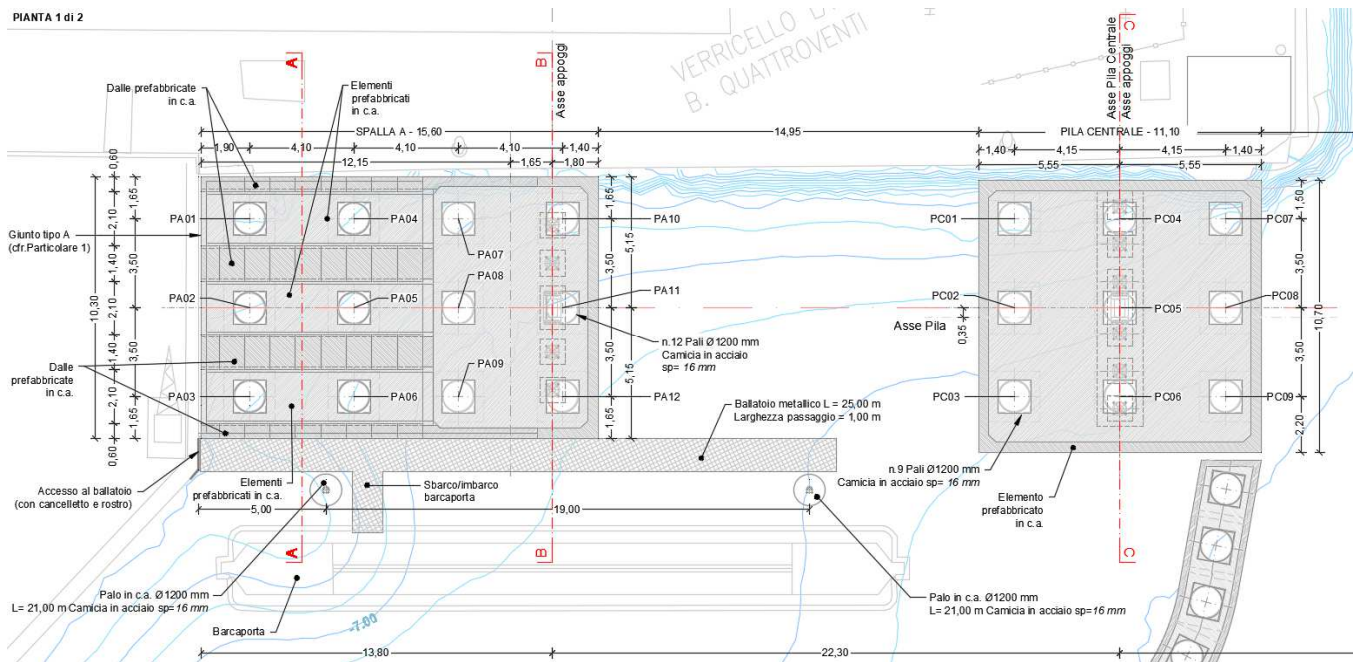 PIANTA 1 di 2
VERRICELLO
B. QUATTROVENTI
A
B
C
Asse appoggi
Asse Pila Centrale
Asse appoggi
Dalle prefabbricate
in c.a.
Elementi
prefabbricati
in c.a.
SPALLA A - 15,60
14,95
PILA CENTRALE - 11,10
1,90
4,10
4,10
4,10
1,40
1,40
4,15
4,15
1,40
12,15
1,65
1,80
5,55
5,55
0,60
2,10
1,40
2,10
1,40
2,10
0,60
10,30
1,65
3,50
3,50
1,65
1,65
3,50
3,50
1,65
5,15
5,15
1,50
3,50
3,50
2,20
10,70
PA01
PA04
PA07
PA10
PA02
PA05
PA08
PA11
PA03
PA06
PA09
PA12
PC01
PC04
PC07
PC02
PC05
PC08
PC03
PC06
PC09
Giunto tipo A
(cfr.Particolare 1)
Asse Pila
0,35
n.12 Pali Ø1200 mm
Camicia in acciaio
sp= 16 mm
Dalle
prefabbricate
in c.a.
Ballatoio metallico L = 25,00 m
Larghezza passaggio = 1,00 m
n.9 Pali Ø1200 mm
Camicia in acciaio sp= 16 mm
Elemento
prefabbricato
in c.a.
Accesso al ballatoio
(con cancelletto e rostro)
Elementi
prefabbricati in c.a.
Sbarco/imbarco
barcaporta
5,00
19,00
A
B
C
Palo in c.a. Ø1200 mm
L= 21,00 m Camicia in acciaio sp=16 mm
Palo in c.a. Ø1200 mm
L= 21,00 m Camicia in acciaio sp=16 mm
Barcaporta
-7.00
13,80
22,30